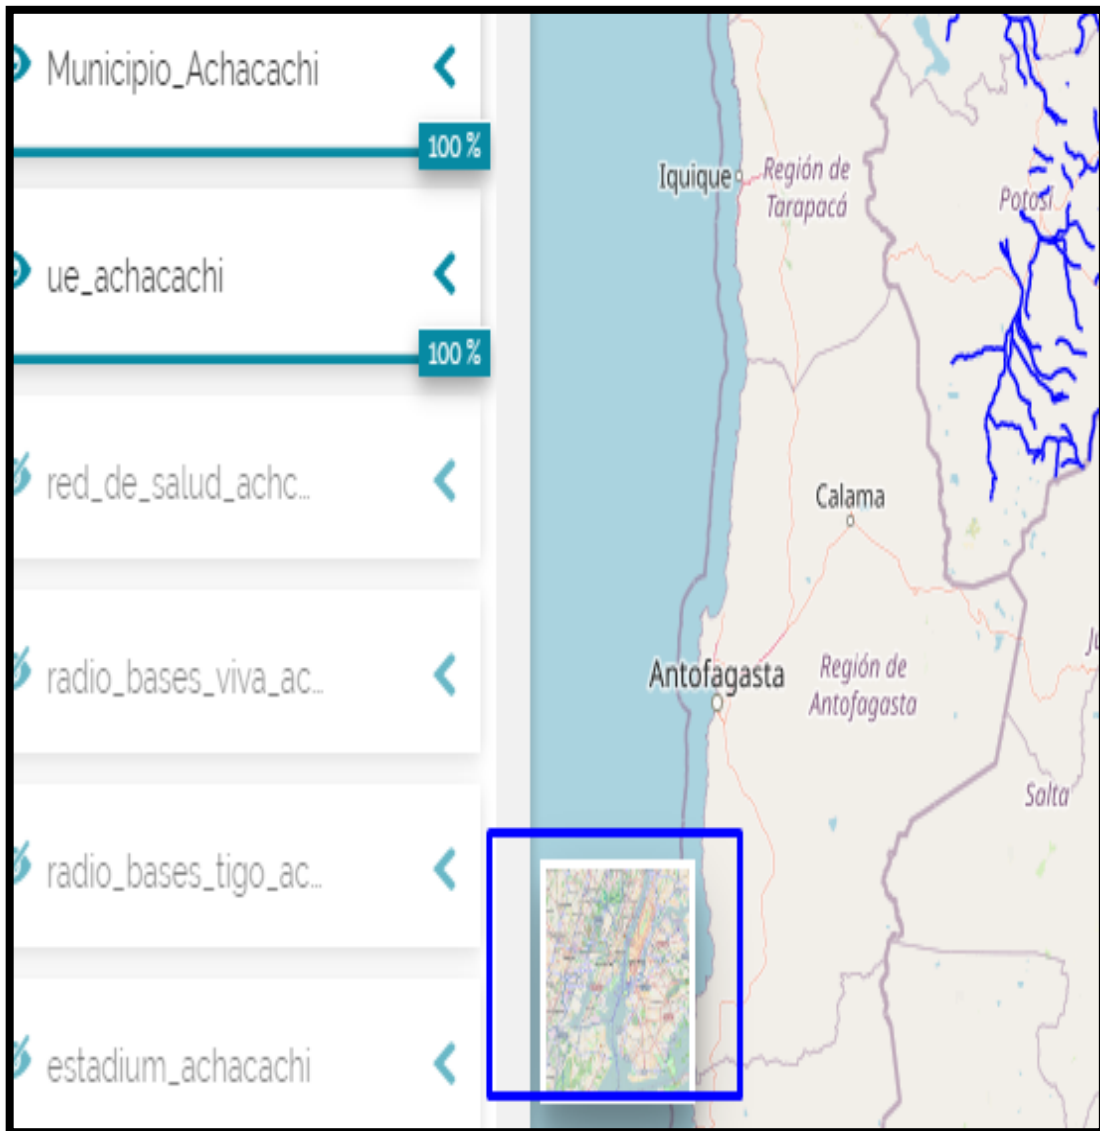 Municipio_Achacachi
100 %
ue_achacachi
100 %
red_de_salud_achc...
radio_bases_viva_ac...
radio_bases_tigo_ac...
estadium_achacachi
Iquique
Región de
Tarapacá
Potosí
Calama
Antofagasta
Región de
Antofagasta
Ju
Salta